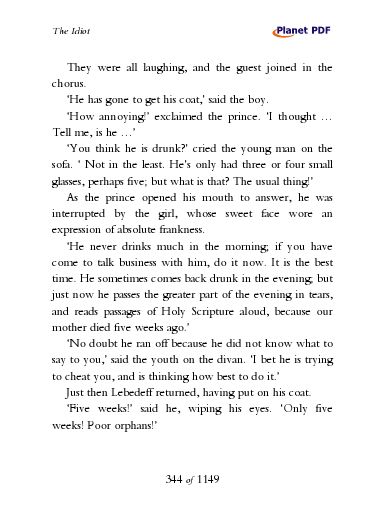 The Idiot
Planet PDF
They were all laughing, and the guest joined in the
chorus.
‘He has gone to get his coat,’ said the boy.
‘How annoying!’ exclaimed the prince. ‘I thought …
Tell me, is he …’
‘You think he is drunk?’ cried the young man on the
sofa. ‘ Not in the least. He's only had three or four small
glasses, perhaps five; but what is that? The usual thing!’
As the prince opened his mouth to answer, he was
interrupted by the girl, whose sweet face wore an
expression of absolute frankness.
‘He never drinks much in the morning; if you have
come to talk business with him, do it now. It is the best
time. He sometimes comes back drunk in the evening; but
just now he passes the greater part of the evening in tears,
and reads passages of Holy Scripture aloud, because our
mother died five weeks ago.’
‘No doubt he ran off because he did not know what to
say to you,’ said the youth on the divan. ‘I bet he is trying
to cheat you, and is thinking how best to do it.’
Just then Lebedeff returned, having put on his coat.
‘Five weeks!’ said he, wiping his eyes. ‘Only five
weeks! Poor orphans!’
344 of 1149